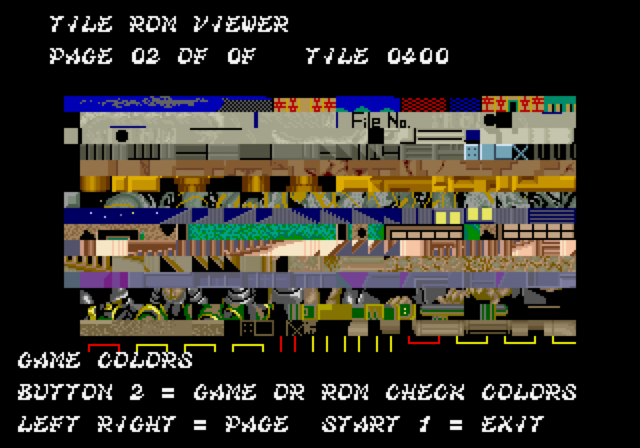 TILE ROM VIEWER
PAGE 02 OF 0F TILE 0400
File No.
GAME COLORS
BUTTON 2 = GAME OR ROM CHECK COLORS
LEFT RIGHT = PAGE START 1 = EXIT